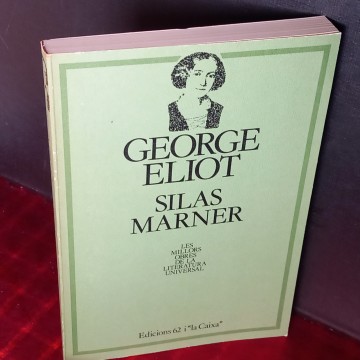 GEORGE
ELIOT
SILAS
MARNER
LES
MILLORS
OBRES
DE LA
LITERATURA
UNIVERSAL
Edicions 62 i "la Caixa"